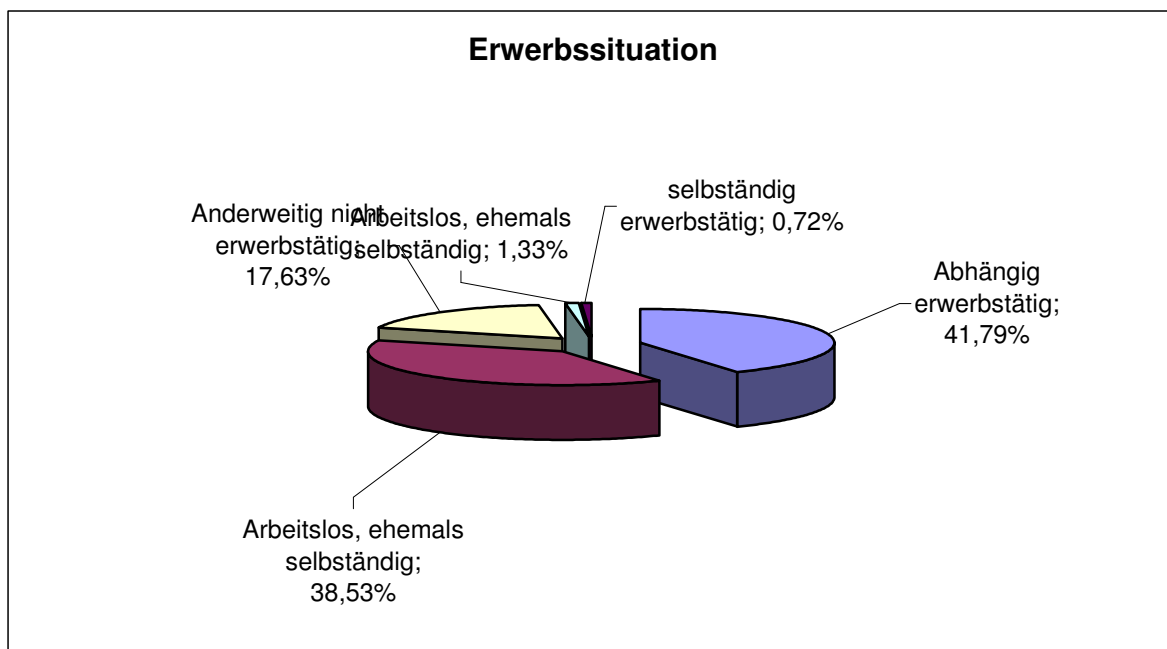 Erwerbssituation
Anderweitig nicht
erwerbstätig;
17,63%
Arbeitslos, ehemals
selbständig; 1,33%
selbständig
erwerbstätig; 0,72%
Abhängig
erwerbstätig;
41,79%
Arbeitslos, ehemals
selbständig;
38,53%